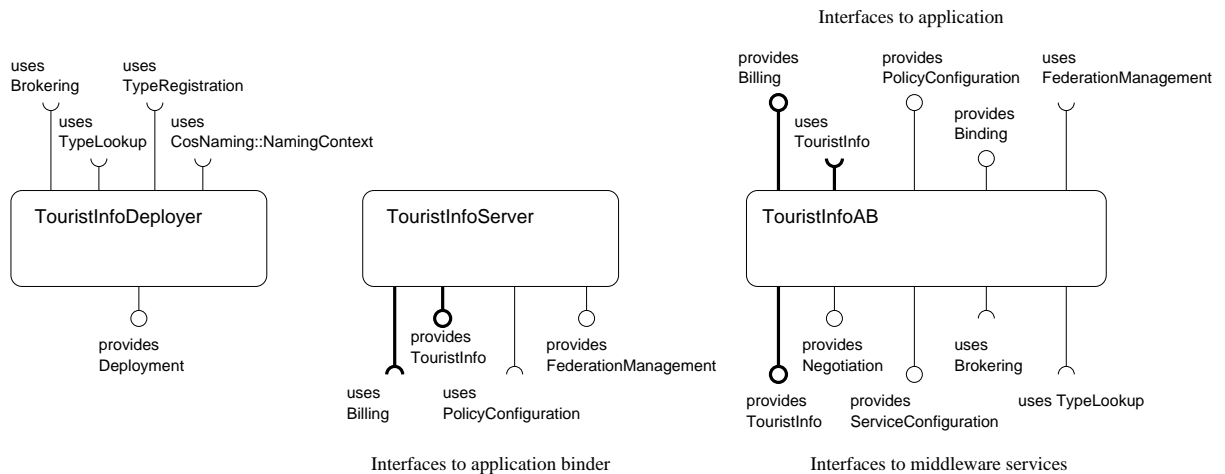 Interfaces to application
uses
Brokering
uses
TypeRegistration
uses
TypeLookup
uses
CosNaming::NamingContext
TouristInfoDeployer
provides
Deployment
TouristInfoServer
uses
Billing
provides
TouristInfo
uses
PolicyConfiguration
provides
FederationManagement
Interfaces to application binder
provides
Billing
uses
TouristInfo
provides
PolicyConfiguration
provides
Binding
uses
FederationManagement
TouristInfoAB
provides
TouristInfo
provides
Negotiation
provides
ServiceConfiguration
uses
Brokering
uses TypeLookup
Interfaces to middleware services